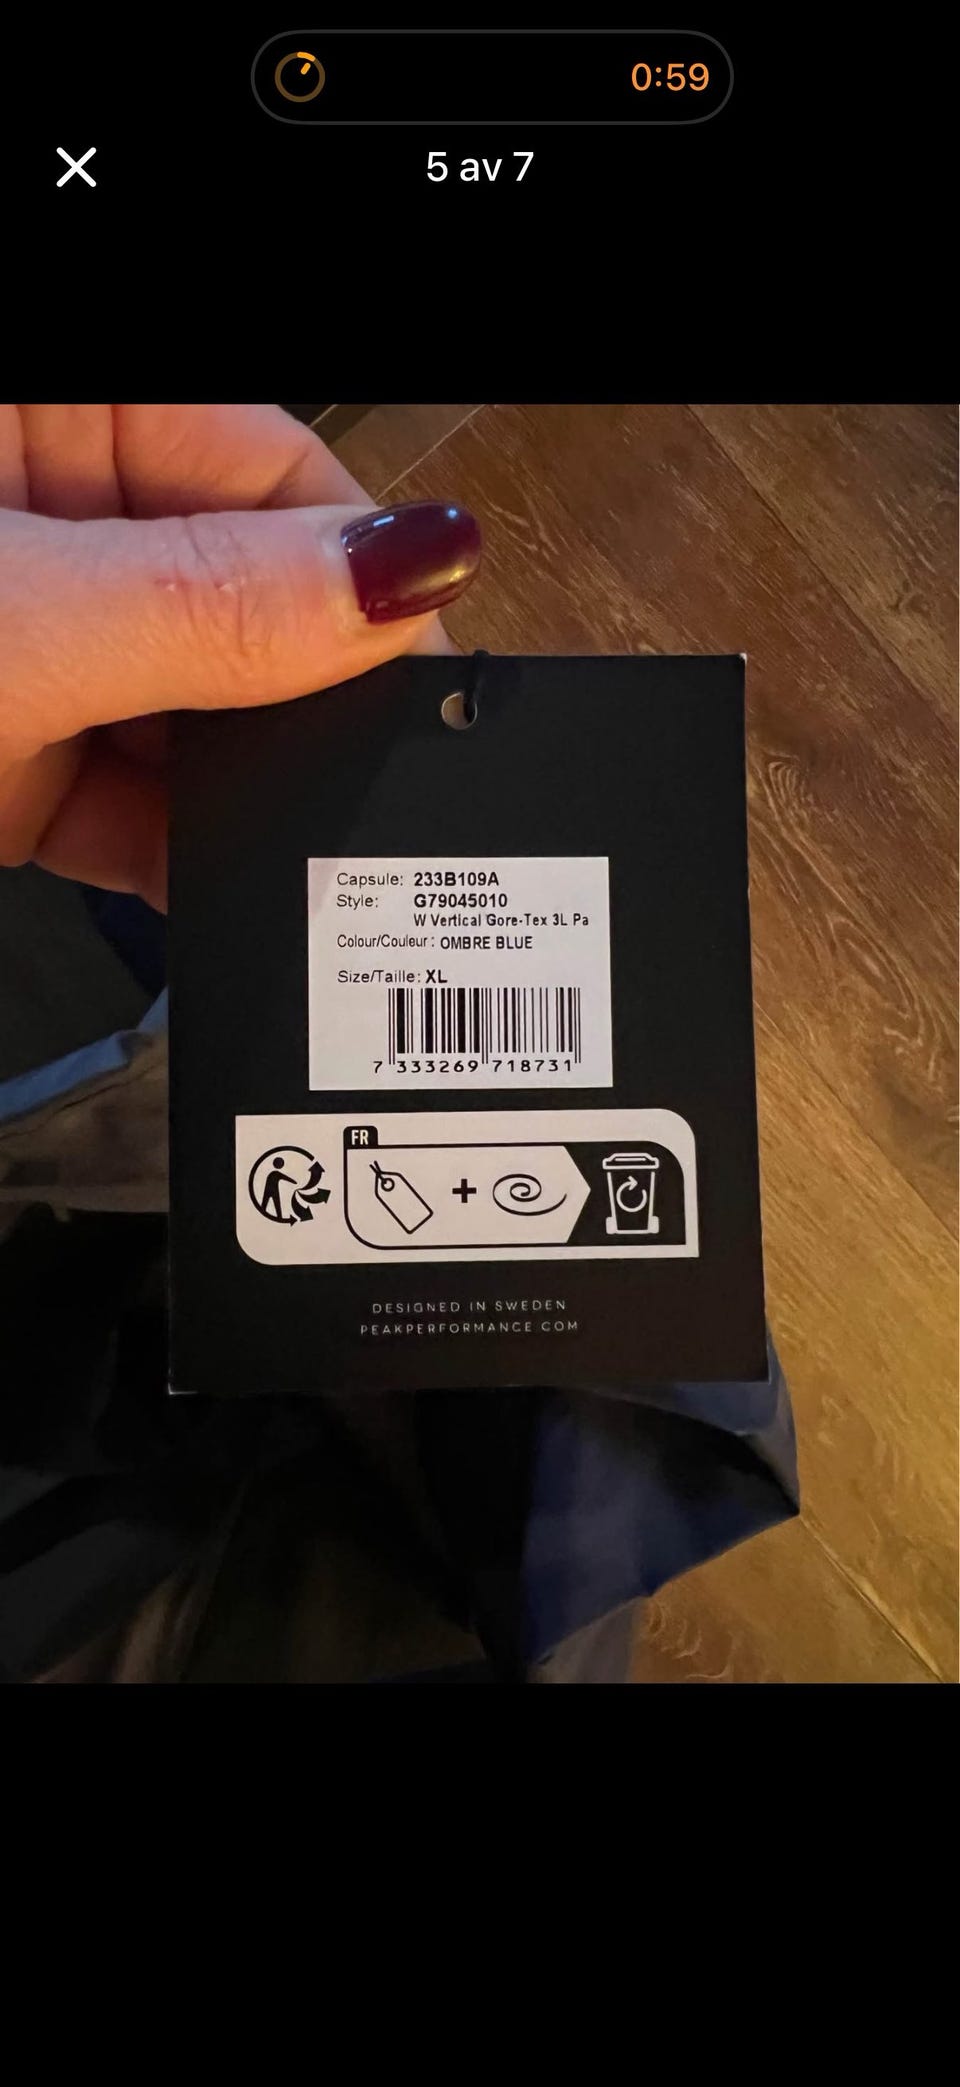 0:59
5 av 7
Capsule: 233B109A
Style: G79045010
W Vertical Gore-Tex 3L Pa
Colour/Couleur: OMBRE BLUE
Size/Taille: XL
7 333269 718731
FR
DESIGNED IN SWEDEN
PEAKPERFORMANCE.COM